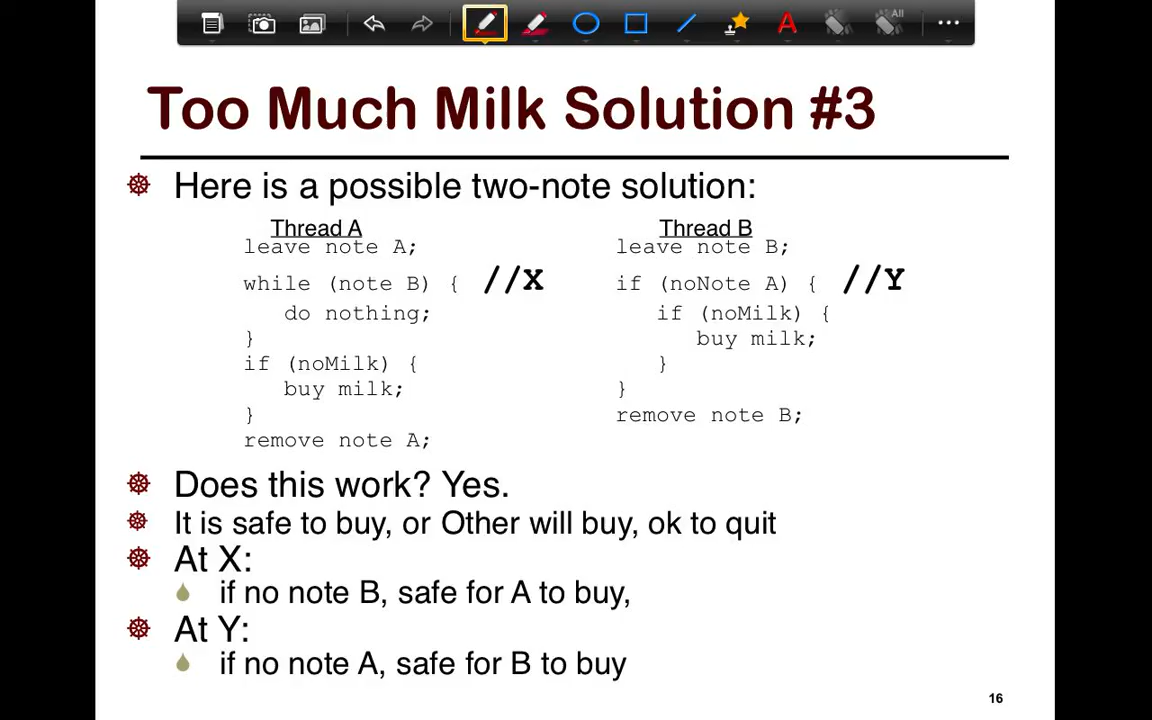 All
A
Too Much Milk Solution #3
Here is a possible two-note solution:
Thread A
leave note A;
while (note B) { //X
do nothing;
}
if (noMilk) {
buy milk;
}
remove note A;
Thread B
leave note B;
if (noNote A) { //Y
if (noMilk) {
buy milk;
}
}
remove note B;
Does this work? Yes.
It is safe to buy, or Other will buy, ok to quit
At X:
if no note B, safe for A to buy,
At Y:
if no note A, safe for B to buy
16